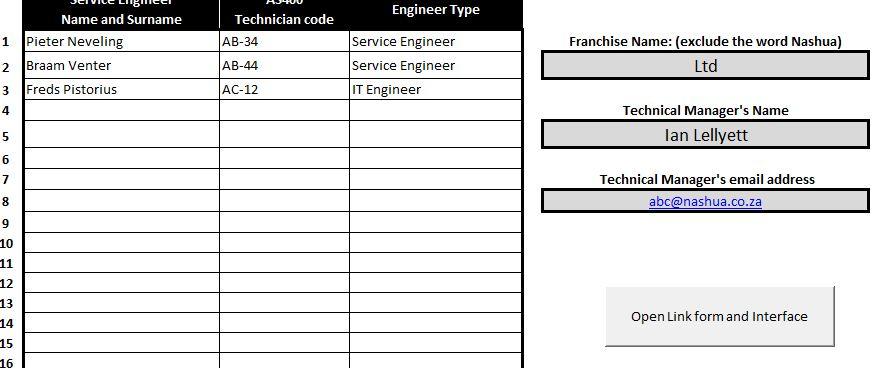 Service Engineer
Name and Surname
AS400
Technician code
Engineer Type
1 Pieter Neveling AB-34 Service Engineer
2 Braam Venter AB-44 Service Engineer
3 Freds Pistorius AC-12 IT Engineer
4
5
6
7
8
9
10
11
12
13
14
15
16
Franchise Name: (exclude the word Nashua)
Ltd
Technical Manager's Name
Ian Lellyett
Technical Manager's email address
abc@nashua.co.za
Open Link form and Interface